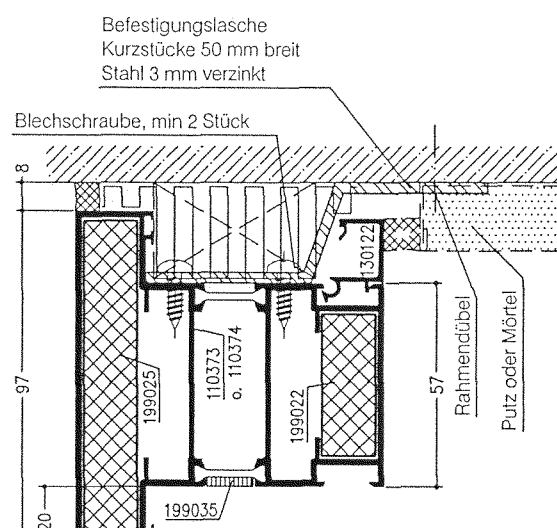 Befestigungslasche
Kurzstücke 50 mm breit
Stahl 3 mm verzinkt
Blechschraube, min 2 Stück
8
130122
97
199025
110373
o. 110374
199022
57
Rahmendübel
Putz oder Mörtel
199035
20